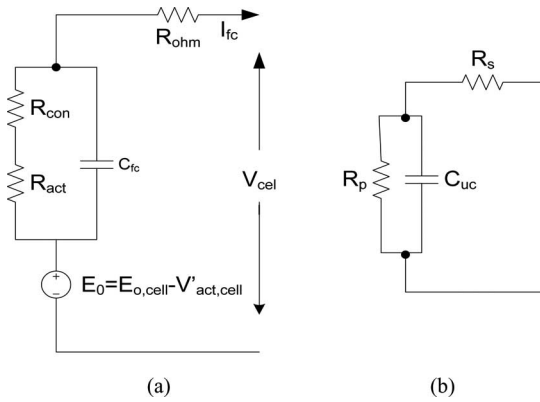 R_ohm
I_fc
R_con
C_fc
R_act
V_cel
+
-
E_0=E_o,cell-V'_act,cell
(a)
R_s
R_p
C_uc
(b)